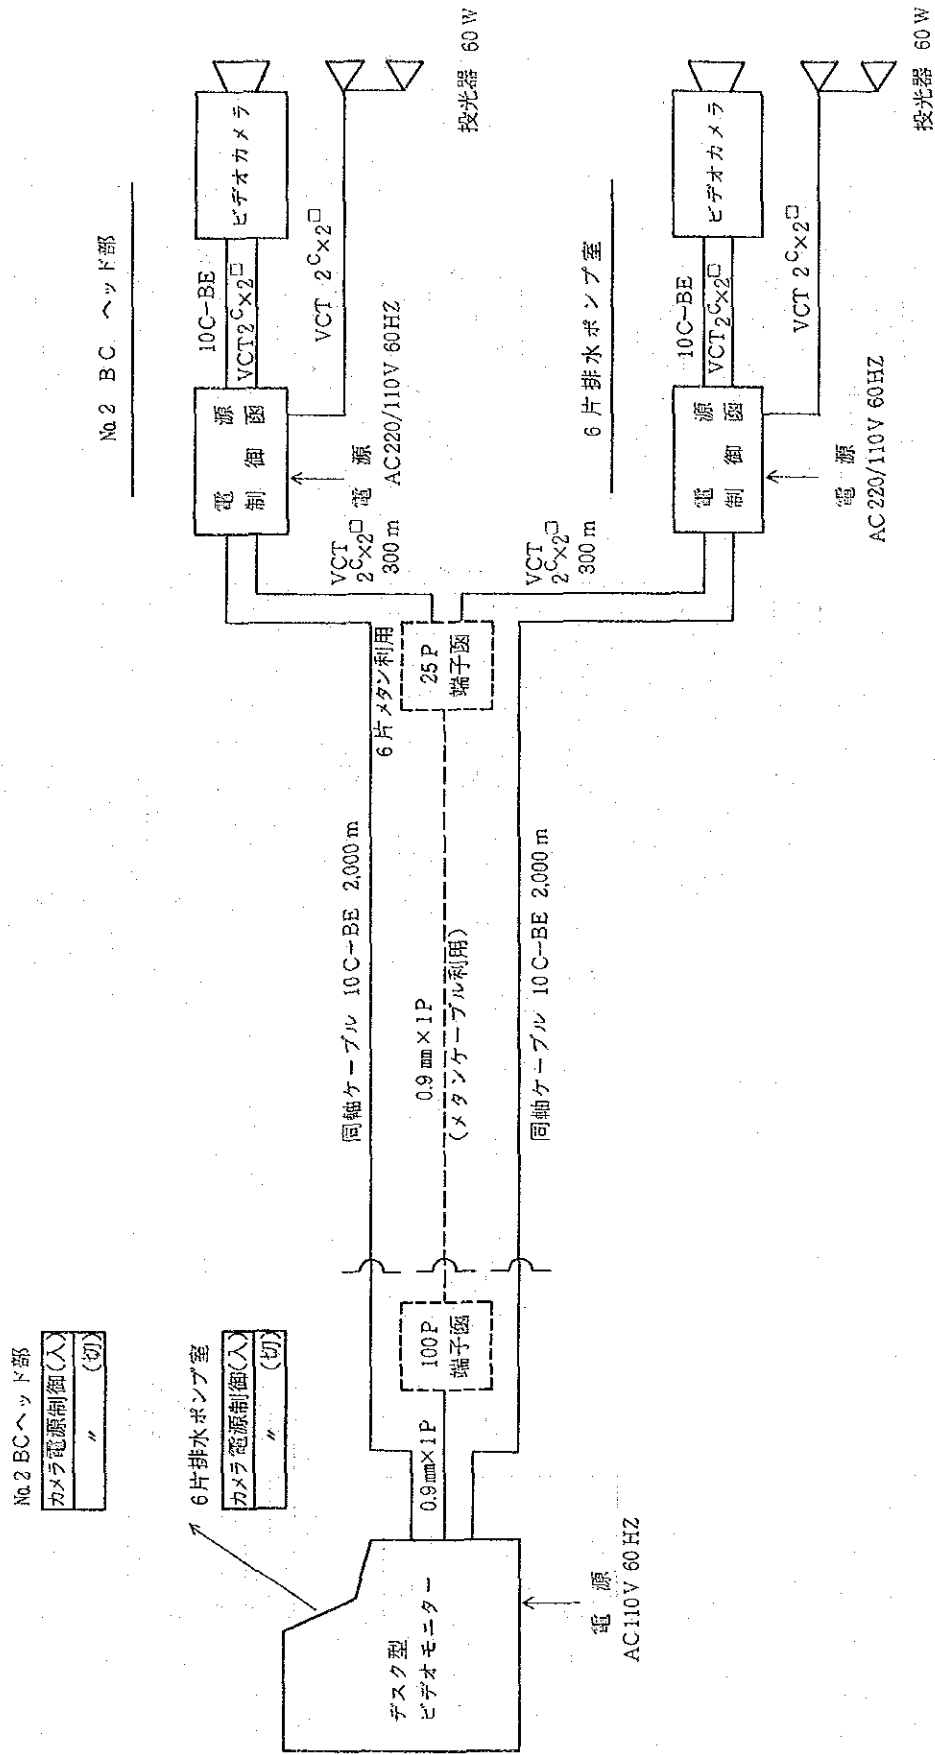 No.2 BCヘッド部
カメラ電源制御(入)
〃 (切)
6片排水ポンプ室
カメラ電源制御(入)
〃 (切)
デスク型
ビデオモニター
電源
AC110V 60HZ
0.9mm×1P
100P
端子函
同軸ケーブル 10C-BE 2,000m
0.9mm×1P
(メタンケーブル利用)
同軸ケーブル 10C-BE 2,000m
6片メタン利用
25P
端子函
VCT
2C×2□
300m
VCT
2C×2□
300m
No.2 BC ヘッド部
電源
制御函
電源
AC220/110V 60HZ
10C-BE
VCT2C×2□
VCT 2C×2□
ビデオカメラ
投光器 60W
6片排水ポンプ室
電源
制御函
電源
AC220/110V 60HZ
10C-BE
VCT2C×2□
VCT 2C×2□
ビデオカメラ
投光器 60W